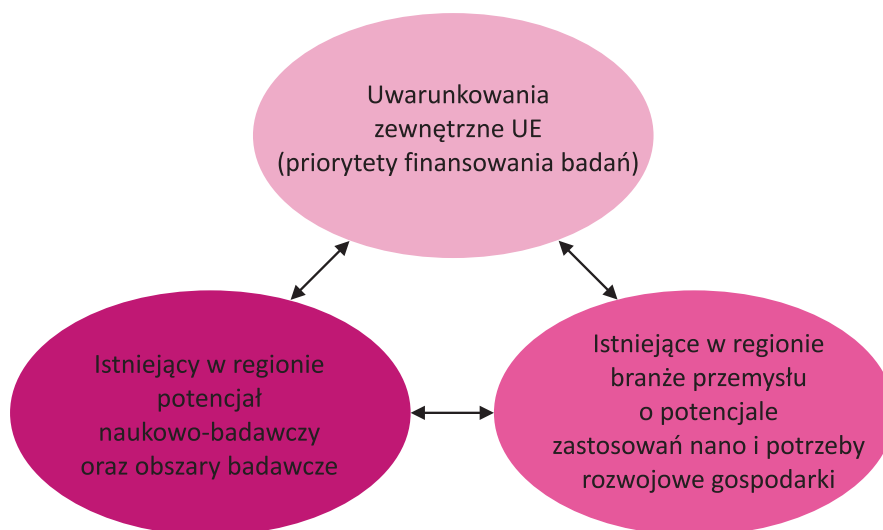 Uwarunkowania
zewnętrzne UE
(priorytety finansowania badań)
Istniejący w regionie
potencjał
naukowo-badawczy
oraz obszary badawcze
Istniejące w regionie
branże przemysłu
o potencjale
zastosowań nano i potrzeby
rozwojowe gospodarki